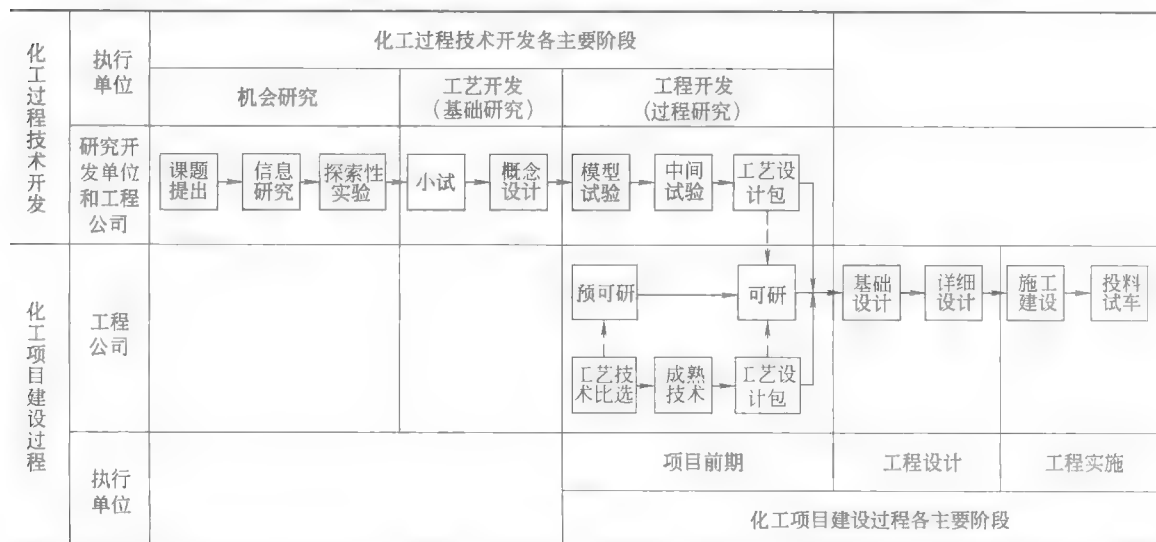 化工过程技术开发
执行
单位
化工过程技术开发各主要阶段
机会研究
工艺开发
(基础研究)
工程开发
(过程研究)
研究开
发单位
和工程
公司
课题
提出
信息
研究
探索性
实验
小试
概念
设计
模型
试验
中间
试验
工艺设
计包
化工项目建设过程
工程
公司
预可研
可研
基础
设计
详细
设计
施工
建设
投料
试车
工艺技
术比选
成熟
技术
工艺设
计包
执行
单位
项目前期
工程设计
工程实施
化工项目建设过程各主要阶段